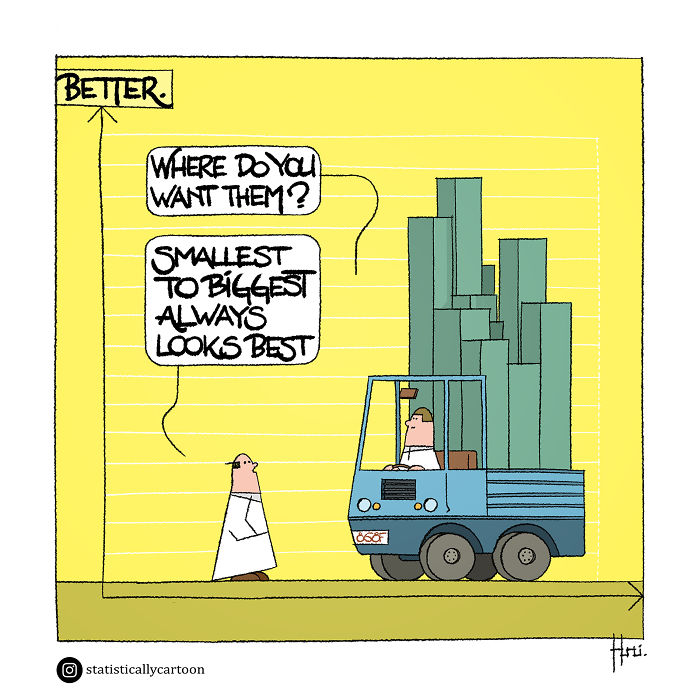 BETTER.
WHERE DO YOU
WANT THEM?
SMALLEST
TO BIGGEST
ALWAYS
LOOKS BEST
statisticallycartoon